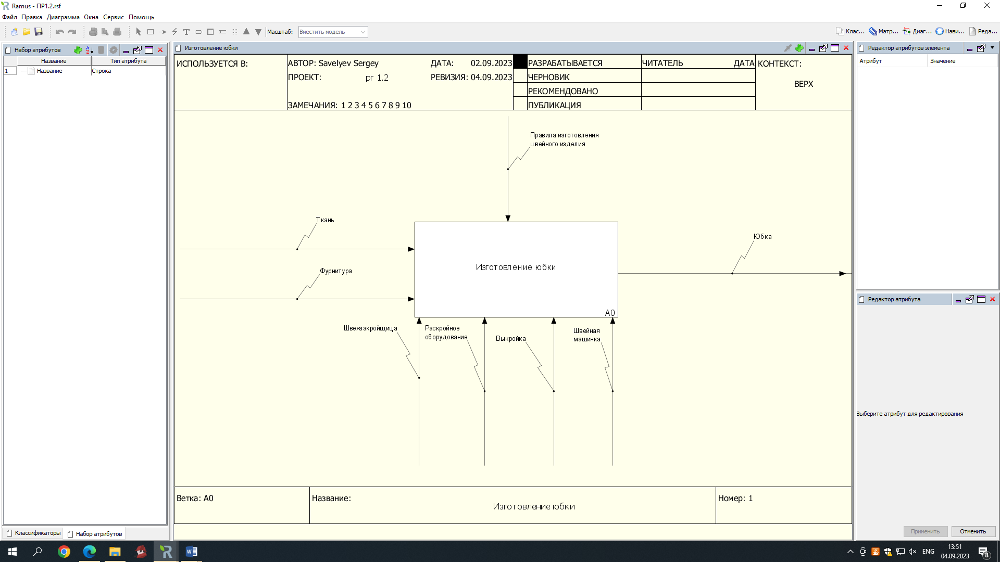 Ramus - ПР1.2.rsf
Файл Правка Диаграмма Окна Сервис Помощь
Масштаб: Вместить модель
Клас... Матр... Диаг... Нави... Реда...
Набор атрибутов
Название Тип атрибута
1 Название Строка
Классификаторы Набор атрибутов
Изготовление юбки
ИСПОЛЬЗУЕТСЯ В:
АВТОР: Savelyev Sergey ДАТА: 02.09.2023
ПРОЕКТ: pr 1.2 РЕВИЗИЯ: 04.09.2023
ЗАМЕЧАНИЯ: 1 2 3 4 5 6 7 8 9 10
РАЗРАБАТЫВАЕТСЯ
ЧЕРНОВИК
РЕКОМЕНДОВАНО
ПУБЛИКАЦИЯ
ЧИТАТЕЛЬ ДАТА
КОНТЕКСТ:
ВЕРХ
Правила изготовления
швейного изделия
Ткань
Фурнитура
Изготовление юбки
A0
Юбка
Швеязакройщица
Раскройное
оборудование
Выкройка
Швейная
машинка
Ветка: A0
Название:
Изготовление юбки
Номер: 1
Редактор атрибутов элемента
Атрибут Значение
Редактор атрибута
Выберите атрибут для редактирования
Применить Отменить
ENG
13:51
04.09.2023
8